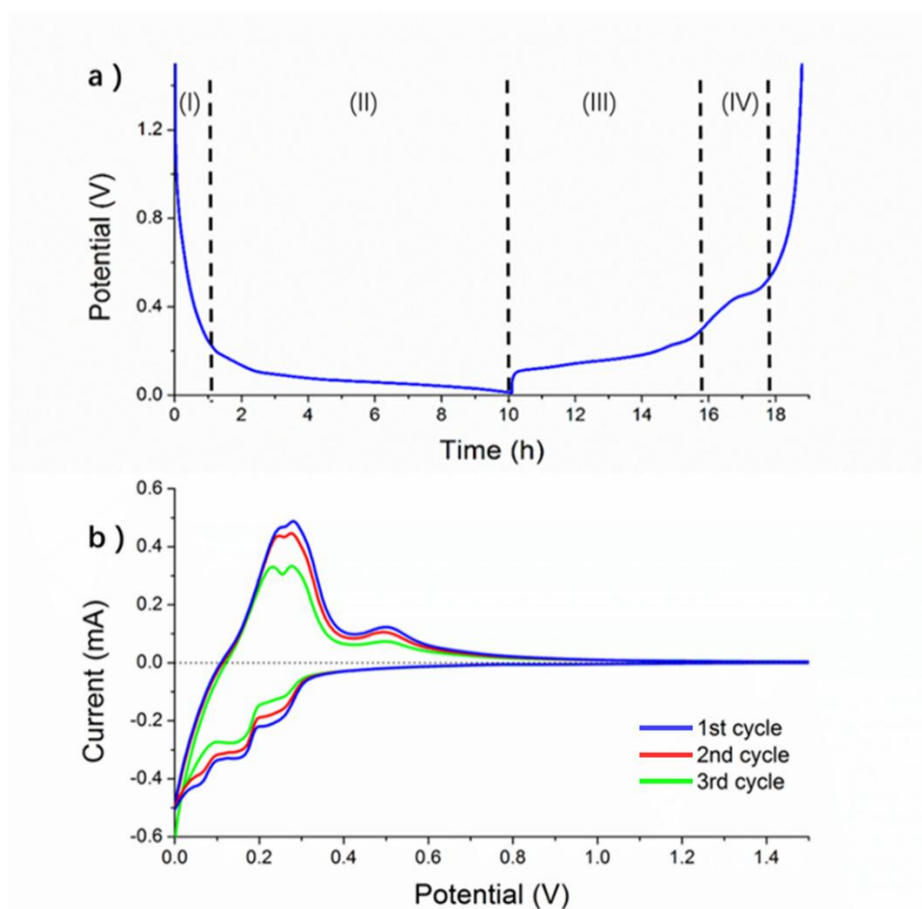 a )
(I)
(II)
(III)
(IV)
Potential (V)
1.2
0.8
0.4
0.0
0 2 4 6 8 10 12 14 16 18
Time (h)
b )
Current (mA)
0.6
0.4
0.2
0.0
-0.2
-0.4
-0.6
1st cycle
2nd cycle
3rd cycle
0.0 0.2 0.4 0.6 0.8 1.0 1.2 1.4
Potential (V)